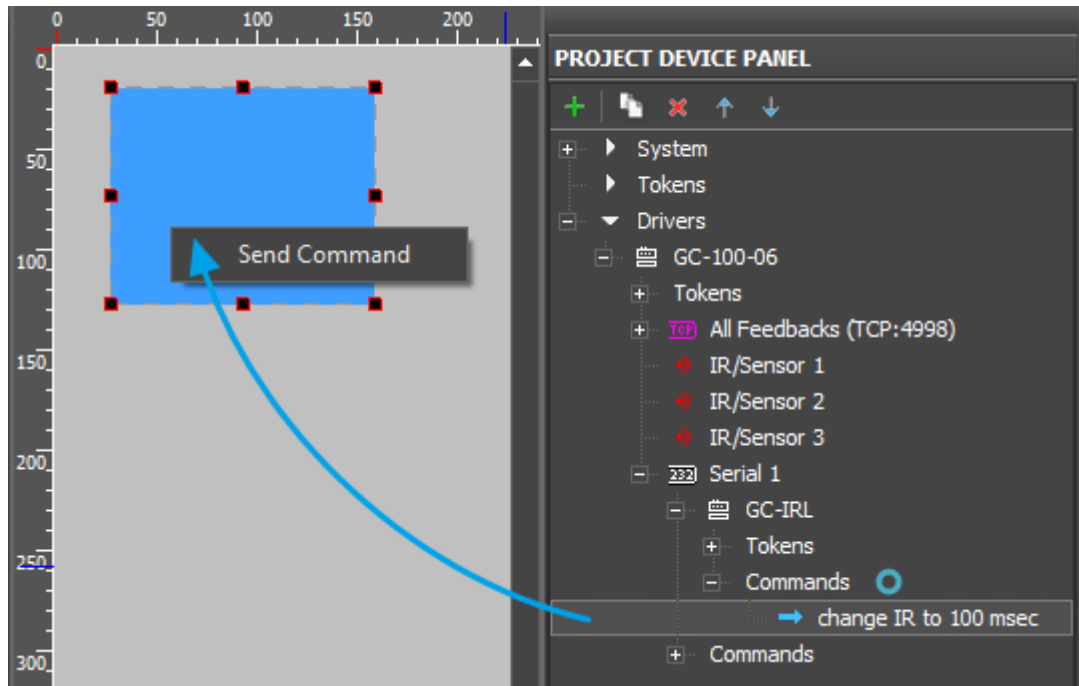 0 50 100 150 200
0
50
100
150
200
250
300
Send Command
PROJECT DEVICE PANEL
System
Tokens
Drivers
GC-100-06
Tokens
TCP All Feedbacks (TCP:4998)
IR/Sensor 1
IR/Sensor 2
IR/Sensor 3
232 Serial 1
GC-IRL
Tokens
Commands
change IR to 100 msec
Commands